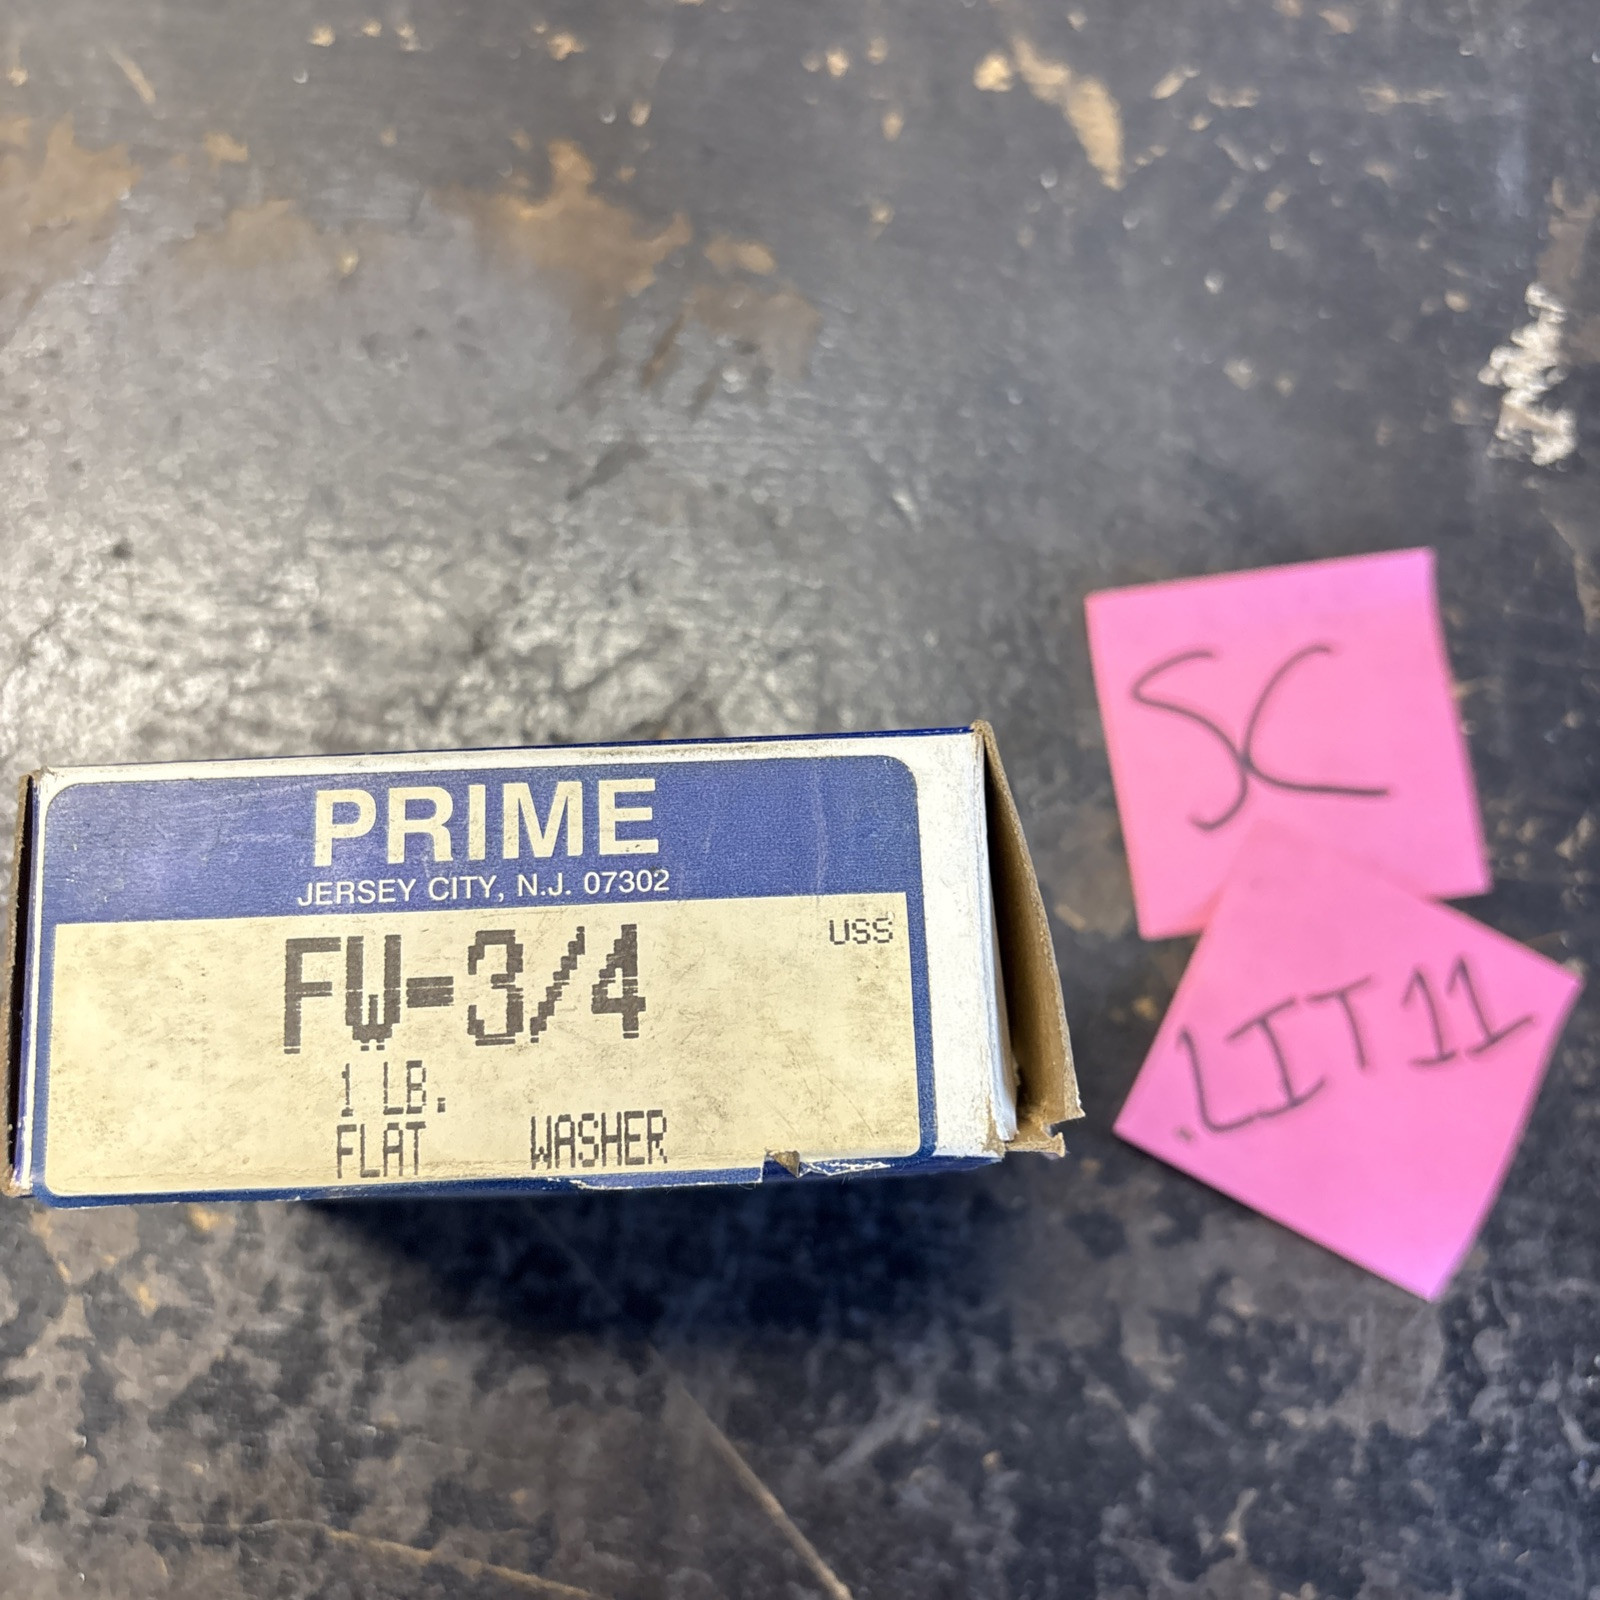 PRIME
JERSEY CITY, N.J. 07302
USS
FW-3/4
1 LB.
FLAT WASHER
SC
.LIT11